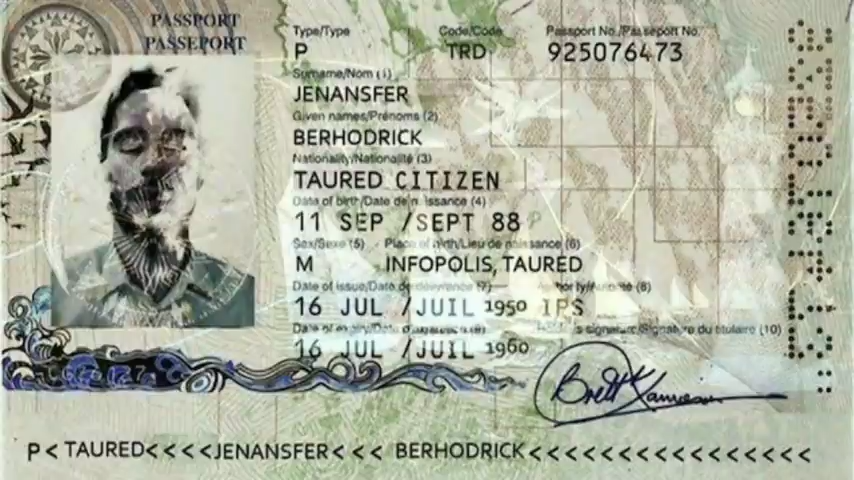 PASSPORT
PASSEPORT
Type/Type Code/Code Passport No./Passeport No.
P TRD 925076473
Surname/Nom (1)
JENANSFER
Given names/Prénoms (2)
BERHODRICK
Nationality/Nationalité (3)
TAURED CITIZEN
Date of birth/Date de naissance (4)
11 SEP /SEPT 88
Sex/Sexe (5) Place of birth/Lieu de naissance (6)
M INFOPOLIS, TAURED
Date of issue/Date de délivrance (7) Authority/Autorité (8)
16 JUL /JUIL 1950 IPS
Date of expiry/Date d'expiration (9) s signature/Signature du titulaire (10)
16 JUL /JUIL 1960
P< TAURED<<<<JENANSFER<<< BERHODRICK<<<<<<<<<<<<<<<<<